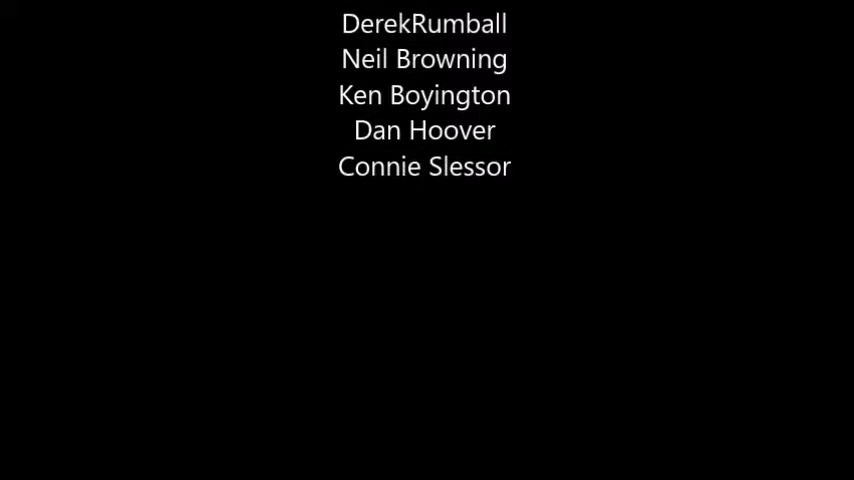 DerekRumball
Neil Browning
Ken Boyington
Dan Hoover
Connie Slessor